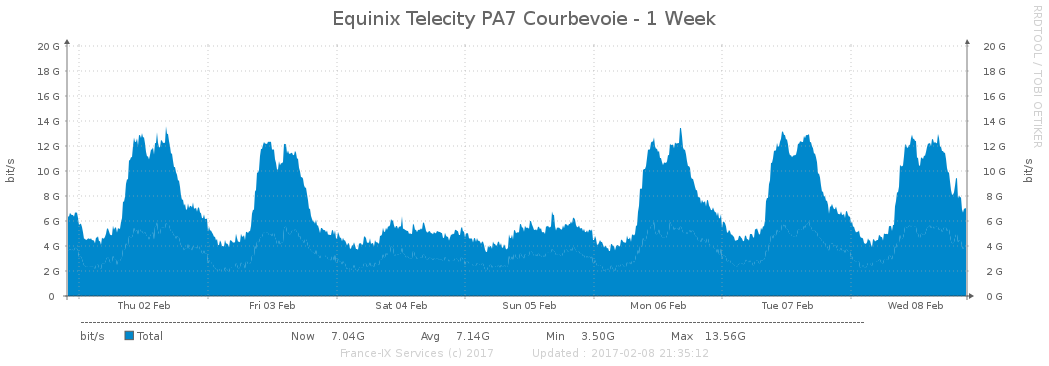 Equinix Telecity PA7 Courbevoie - 1 Week
RRDTOOL / TOBI OETIKER
20 G 20 G
18 G 18 G
16 G 16 G
14 G 14 G
12 G 12 G
10 G 10 G
8 G 8 G
6 G 6 G
4 G 4 G
2 G 2 G
0 0 G
bit/s
bit/s
Thu 02 Feb Fri 03 Feb Sat 04 Feb Sun 05 Feb Mon 06 Feb Tue 07 Feb Wed 08 Feb
bit/s Total Now 7.04G Avg 7.14G Min 3.50G Max 13.56G
France-IX Services (c) 2017 Updated : 2017-02-08 21:35:12